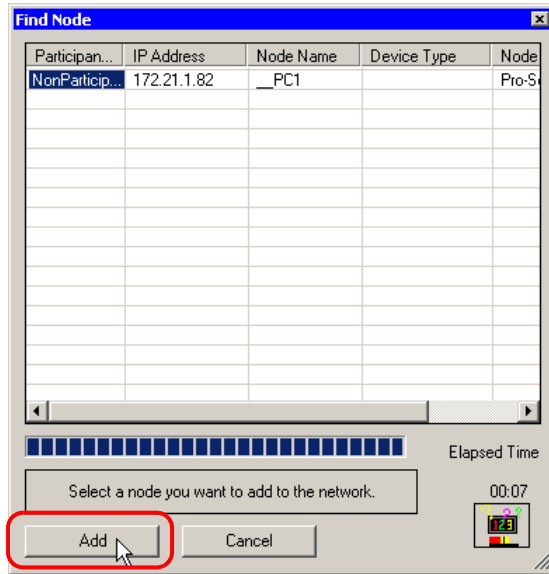 Find Node
Participan... IP Address Node Name Device Type Node
NonParticip... 172.21.1.82 __PC1 Pro-S
Elapsed Time
Select a node you want to add to the network.
00:07
123
Add Cancel